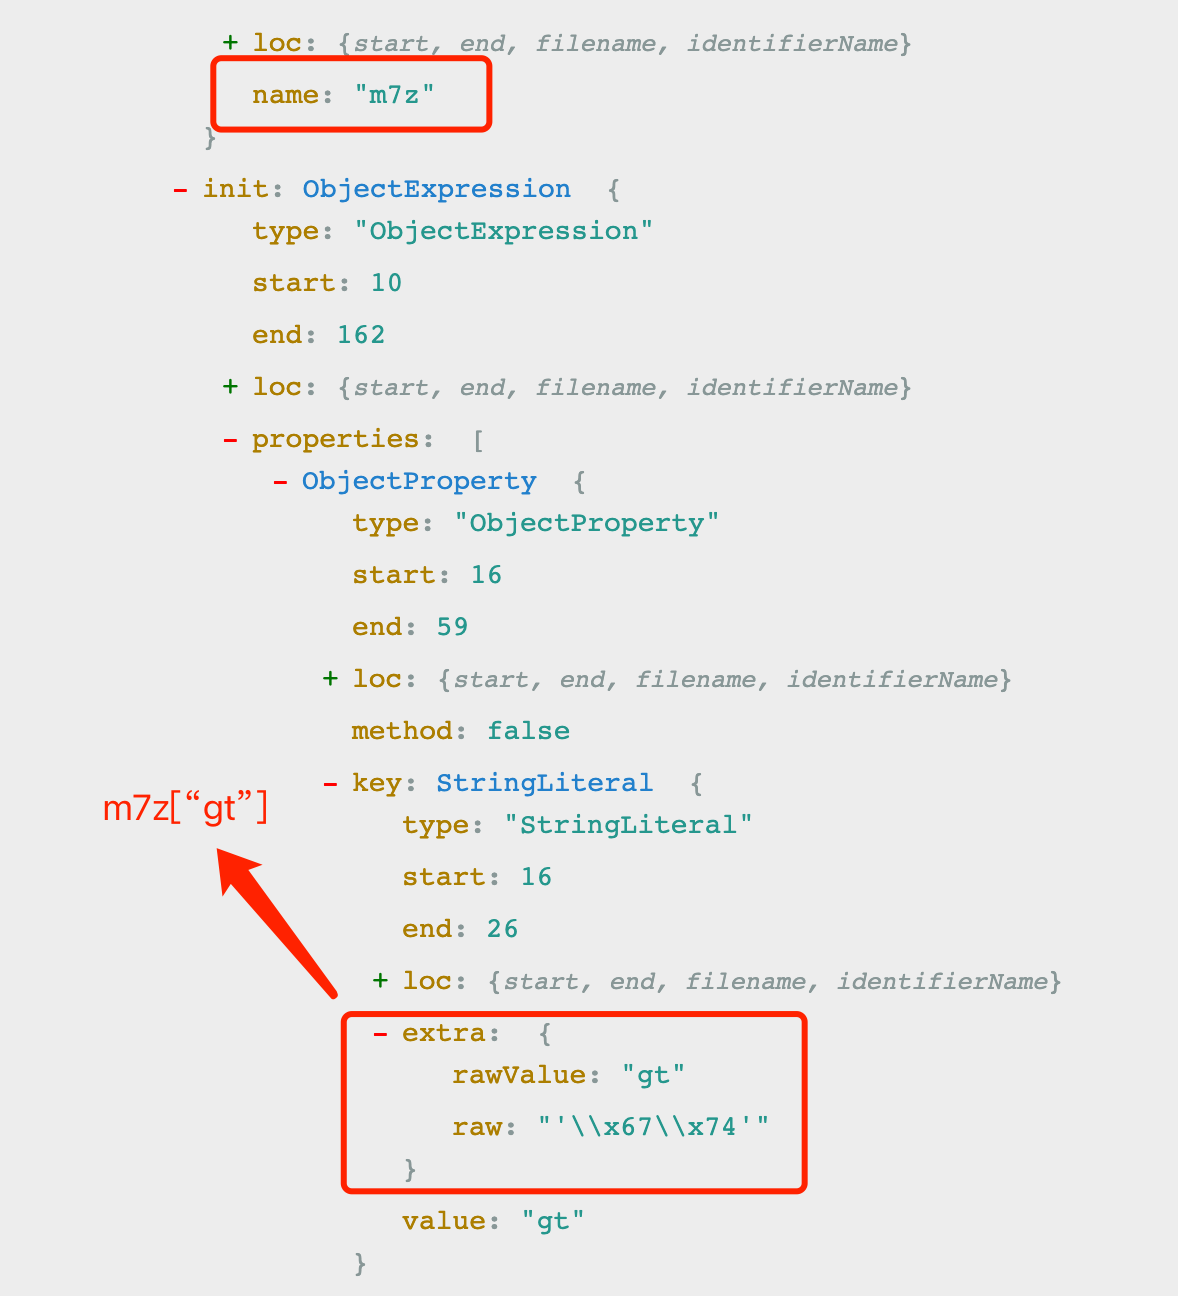 + loc: {start, end, filename, identifierName}
name: "m7z"
}
- init: ObjectExpression {
type: "ObjectExpression"
start: 10
end: 162
+ loc: {start, end, filename, identifierName}
- properties: [
- ObjectProperty {
type: "ObjectProperty"
start: 16
end: 59
+ loc: {start, end, filename, identifierName}
method: false
- key: StringLiteral {
m7z[“gt”]
type: "StringLiteral"
start: 16
end: 26
+ loc: {start, end, filename, identifierName}
- extra: {
rawValue: "gt"
raw: "'\\x67\\x74'"
}
value: "gt"
}